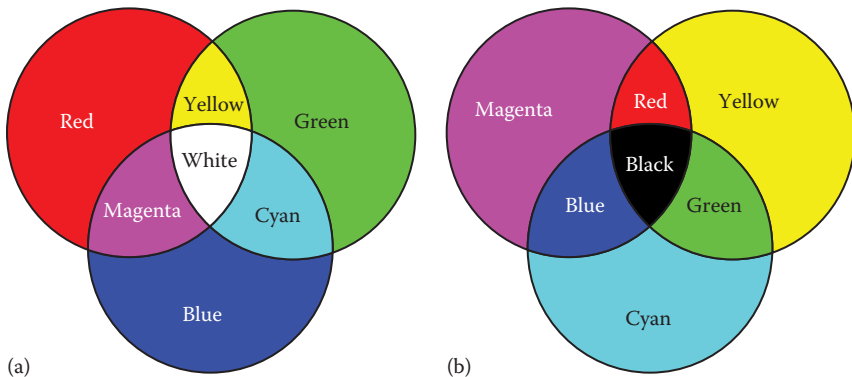 Yellow
Red
Green
White
Magenta
Cyan
Blue
(a)
Red
Magenta
Yellow
Black
Blue
Green
Cyan
(b)